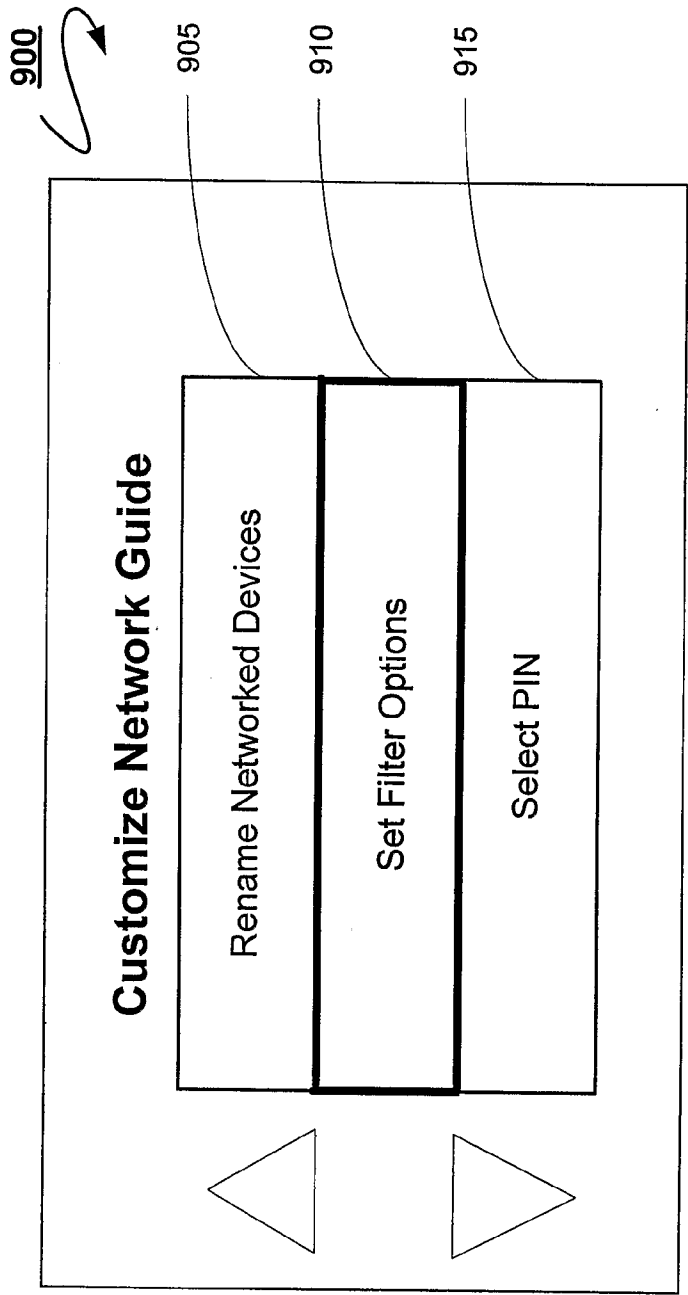 900
Customize Network Guide
Rename Networked Devices
905
Set Filter Options
910
Select PIN
915